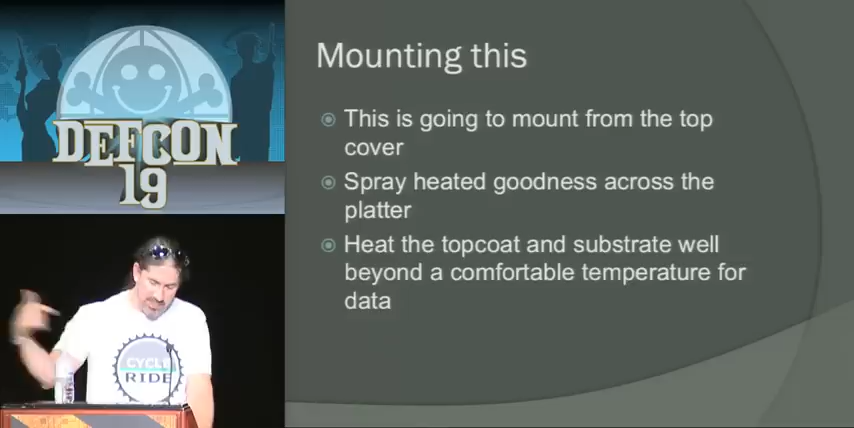 DEFCON
19
CYCLE
RIDE
Mounting this
This is going to mount from the top
cover
Spray heated goodness across the
platter
Heat the topcoat and substrate well
beyond a comfortable temperature for
data